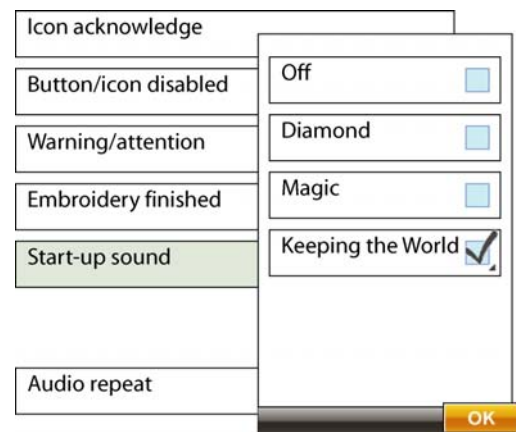 Icon acknowledge
Button/icon disabled
Warning/attention
Embroidery finished
Start-up sound
Audio repeat
Off
Diamond
Magic
Keeping the World
OK